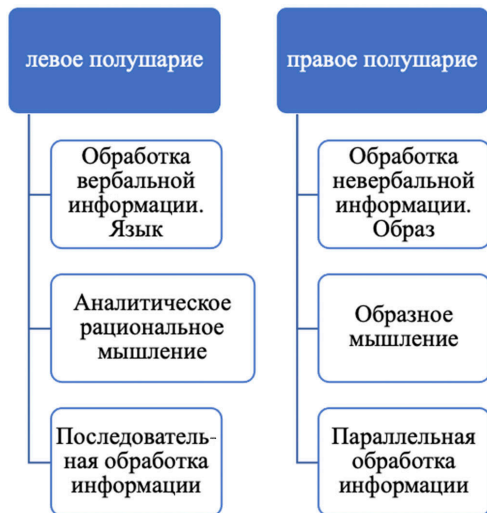 левое полушарие
Обработка
вербальной
информации.
Язык
Аналитическое
рациональное
мышление
Последователь-
ная обработка
информации
правое полушарие
Обработка
невербальной
информации.
Образ
Образное
мышление
Параллельная
обработка
информации